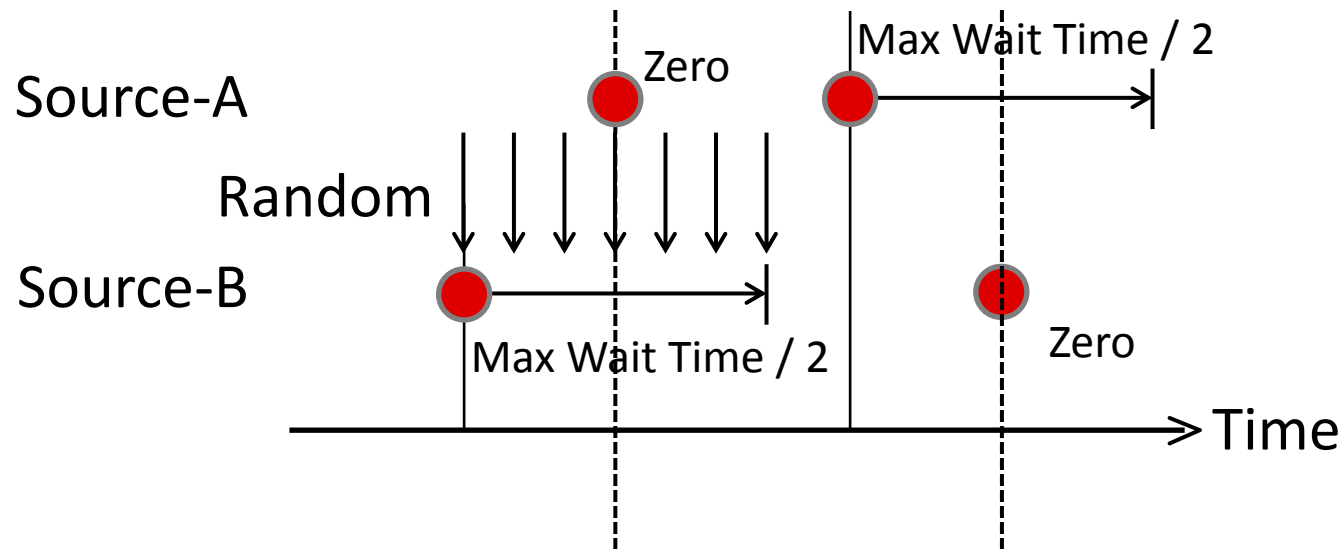 Max Wait Time / 2
Zero
Source-A
Random
Source-B
Zero
Max Wait Time / 2
Time